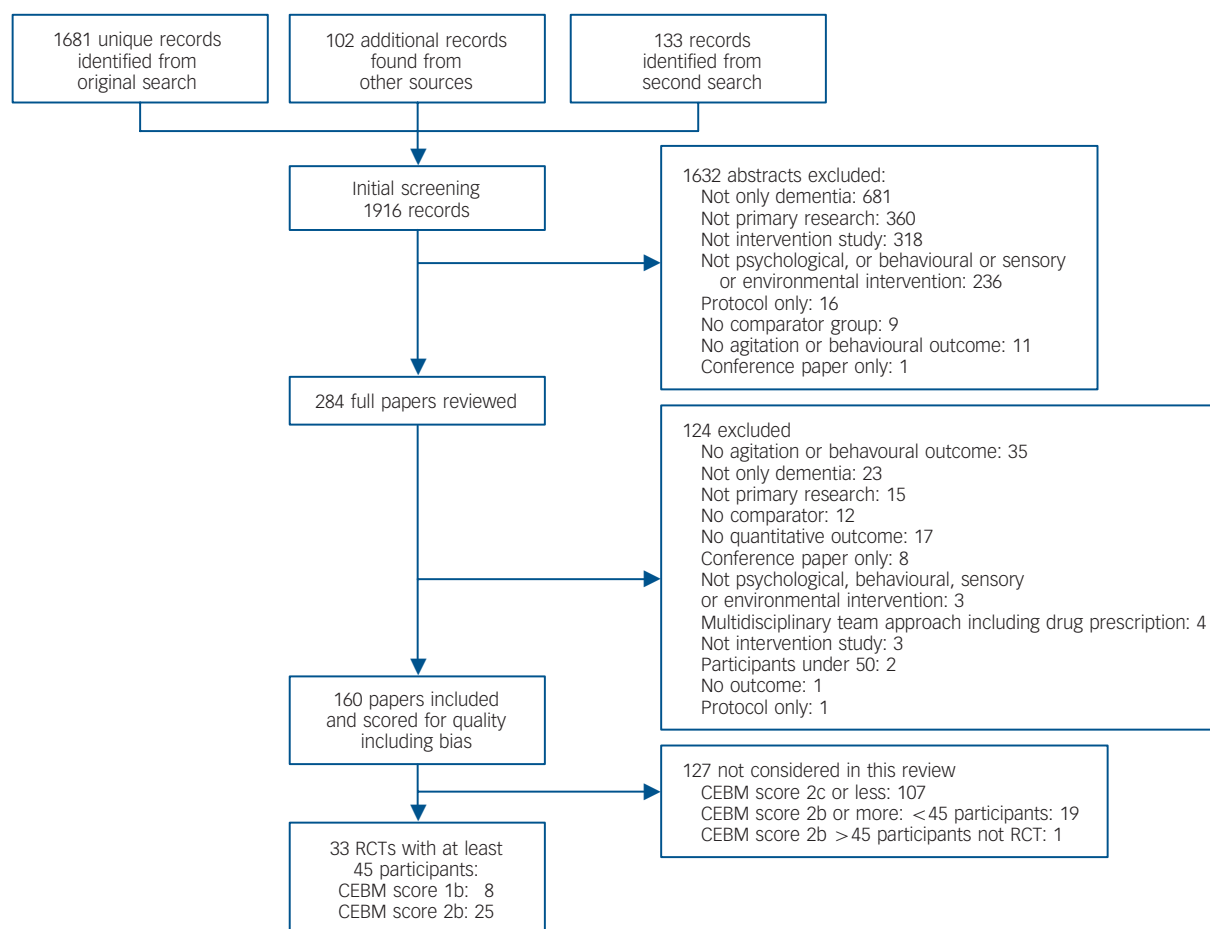 1681 unique records
identified from
original search
102 additional records
found from
other sources
133 records
identified from
second search
Initial screening
1916 records
1632 abstracts excluded:
Not only dementia: 681
Not primary research: 360
Not intervention study: 318
Not psychological, or behavioural or sensory
or environmental intervention: 236
Protocol only: 16
No comparator group: 9
No agitation or behavioural outcome: 11
Conference paper only: 1
284 full papers reviewed
124 excluded
No agitation or behavoural outcome: 35
Not only dementia: 23
Not primary research: 15
No comparator: 12
No quantitative outcome: 17
Conference paper only: 8
Not psychological, behavioural, sensory
or environmental intervention: 3
Multidisciplinary team approach including drug prescription: 4
Not intervention study: 3
Participants under 50: 2
No outcome: 1
Protocol only: 1
160 papers included
and scored for quality
including bias
127 not considered in this review
CEBM score 2c or less: 107
CEBM score 2b or more: <45 participants: 19
CEBM score 2b >45 participants not RCT: 1
33 RCTs with at least
45 participants:
CEBM score 1b: 8
CEBM score 2b: 25